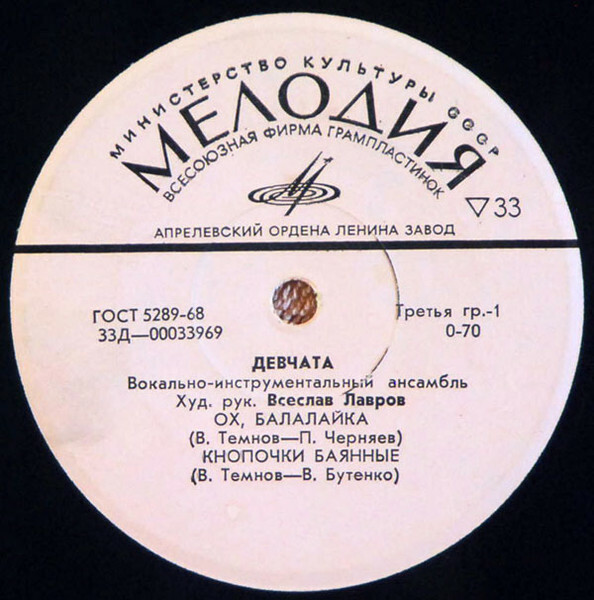 МИНИСТЕРСТВО КУЛЬТУРЫ СССР
МЕЛОДИЯ
ВСЕСОЮЗНАЯ ФИРМА ГРАМПЛАСТИНОК
▽33
АПРЕЛЕВСКИЙ ОРДЕНА ЛЕНИНА ЗАВОД
ГОСТ 5289-68
Третья гр.-1
33Д—00033969
0-70
ДЕВЧАТА
Вокально-инструментальный ансамбль
Худ. рук. Всеслав Лавров
ОХ, БАЛАЛАЙКА
(В. Темнов—П. Черняев)
КНОПОЧКИ БАЯННЫЕ
(В. Темнов—В. Бутенко)